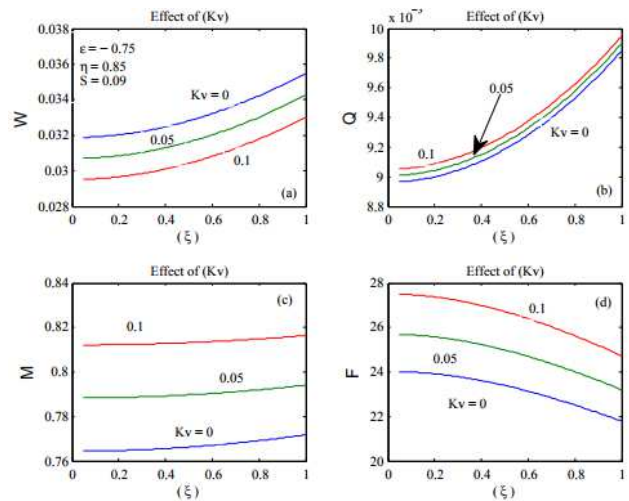 Effect of (Kv)
0.038
0.036
0.034
0.032
0.03
0.028
W
ε = – 0.75
η = 0.85
S = 0.09
Kv = 0
0.05
0.1
(a)
0
0.2
0.4
0.6
0.8
1
(ξ)
Effect of (Kv)
x 10⁻³
10
9.8
9.6
9.4
9.2
9
8.8
Q
0.05
Kv = 0
0.1
(b)
0
0.2
0.4
0.6
0.8
1
(ξ)
Effect of (Kv)
0.84
0.82
0.8
0.78
0.76
M
(c)
0.1
0.05
Kv = 0
0
0.2
0.4
0.6
0.8
1
(ξ)
Effect of (Kv)
28
26
24
22
20
F
(d)
0.1
0.05
Kv = 0
0
0.2
0.4
0.6
0.8
1
(ξ)